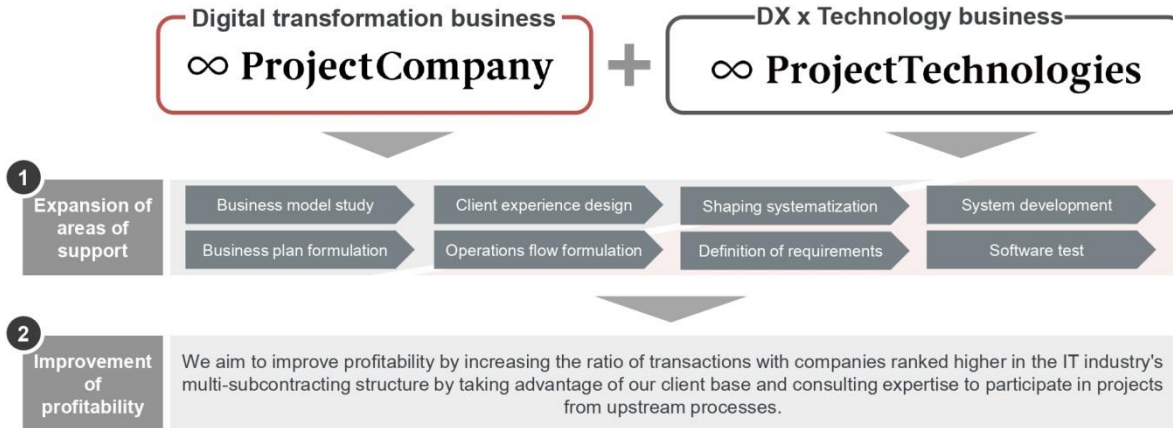 Digital transformation business
∞ ProjectCompany
+
DX x Technology business
∞ ProjectTechnologies
1
Expansion of
areas of
support
Business model study
Client experience design
Shaping systematization
System development
Business plan formulation
Operations flow formulation
Definition of requirements
Software test
2
Improvement
of
profitability
We aim to improve profitability by increasing the ratio of transactions with companies ranked higher in the IT industry's
multi-subcontracting structure by taking advantage of our client base and consulting expertise to participate in projects
from upstream processes.